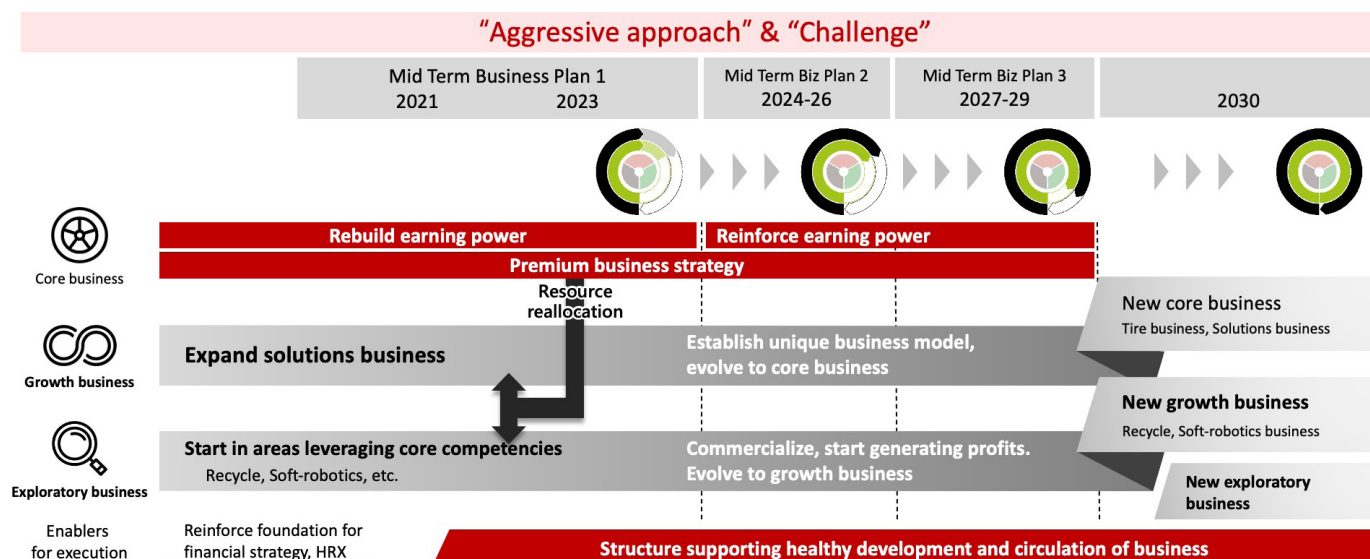 "Aggressive approach" & "Challenge"
Mid Term Business Plan 1
2021 2023
Mid Term Biz Plan 2
2024-26
Mid Term Biz Plan 3
2027-29
2030
Core business
Rebuild earning power
Reinforce earning power
Premium business strategy
Resource
reallocation
New core business
Tire business, Solutions business
Growth business
Expand solutions business
Establish unique business model,
evolve to core business
New growth business
Recycle, Soft-robotics business
Exploratory business
Start in areas leveraging core competencies
Recycle, Soft-robotics, etc.
Commercialize, start generating profits.
Evolve to growth business
New exploratory
business
Enablers
for execution
Reinforce foundation for
financial strategy, HRX
Structure supporting healthy development and circulation of business